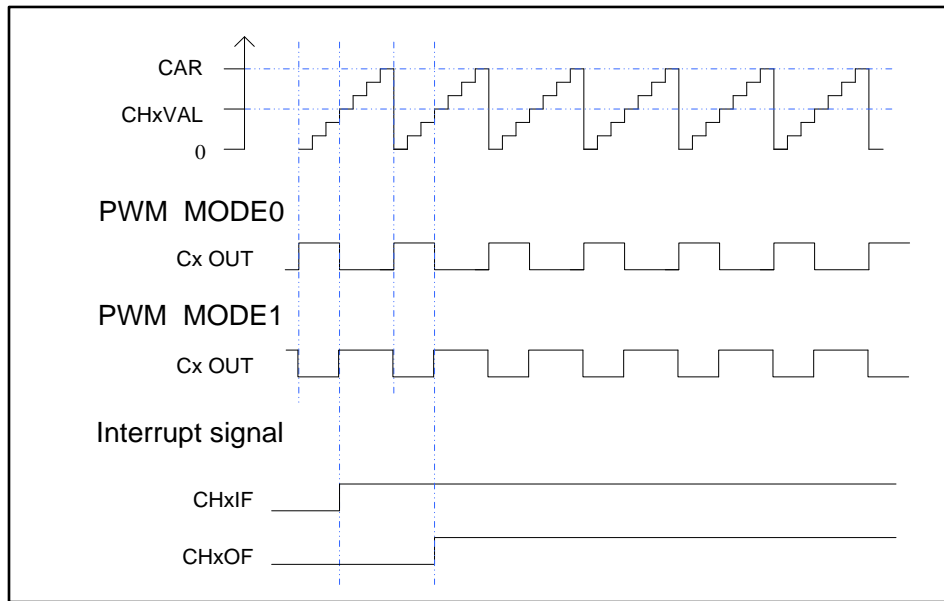 CAR
CHxVAL
0
PWM MODE0
Cx OUT
PWM MODE1
Cx OUT
Interrupt signal
CHxIF
CHxOF